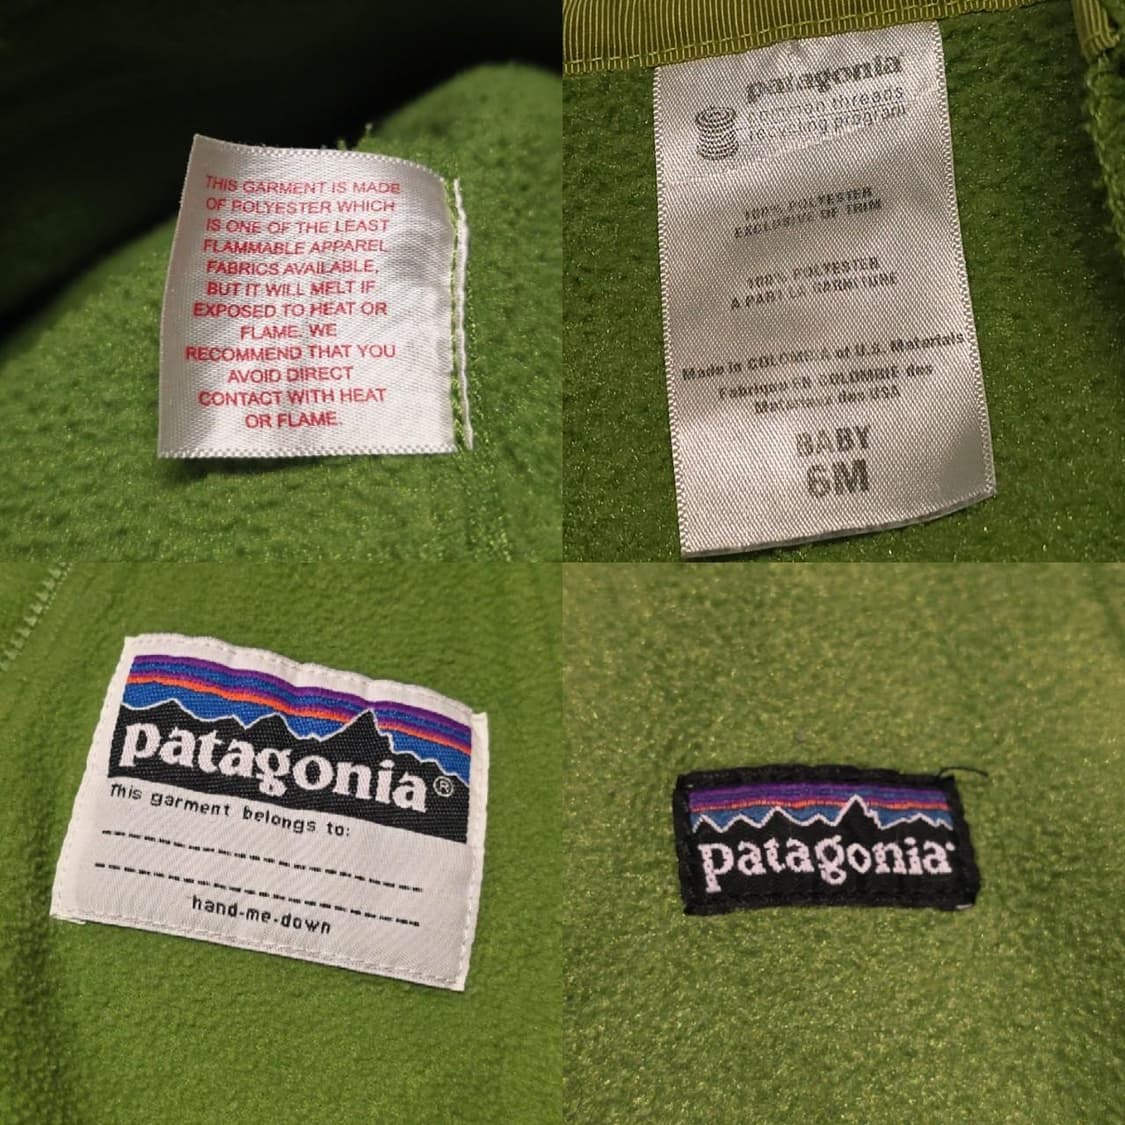 THIS GARMENT IS MADE
OF POLYESTER WHICH
IS ONE OF THE LEAST
FLAMMABLE APPAREL
FABRICS AVAILABLE,
BUT IT WILL MELT IF
EXPOSED TO HEAT OR
FLAME. WE
RECOMMEND THAT YOU
AVOID DIRECT
CONTACT WITH HEAT
OR FLAME.
patagonia®
common threads
recycling program
100% POLYESTER
EXCLUSIVE OF TRIM
100% POLYESTER
A PART LA GARNITURE
Made in COLOMBIA of U.S. Materials
Fabriqué EN COLOMBIE des
Materiaux des USA
BABY
6M
patagonia®
This garment belongs to:
hand-me-down
patagonia®